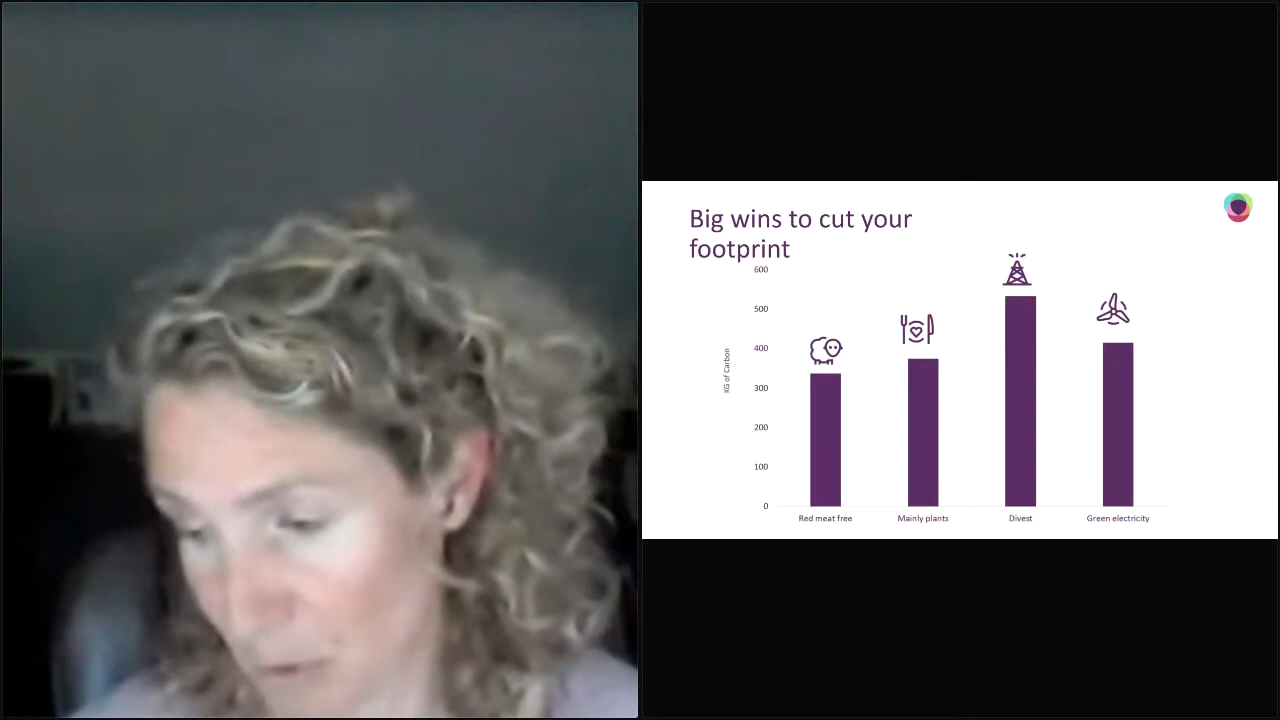 Big wins to cut your
footprint
600
500
400
300
200
100
0
KG of Carbon
Red meat free
Mainly plants
Divest
Green electricity